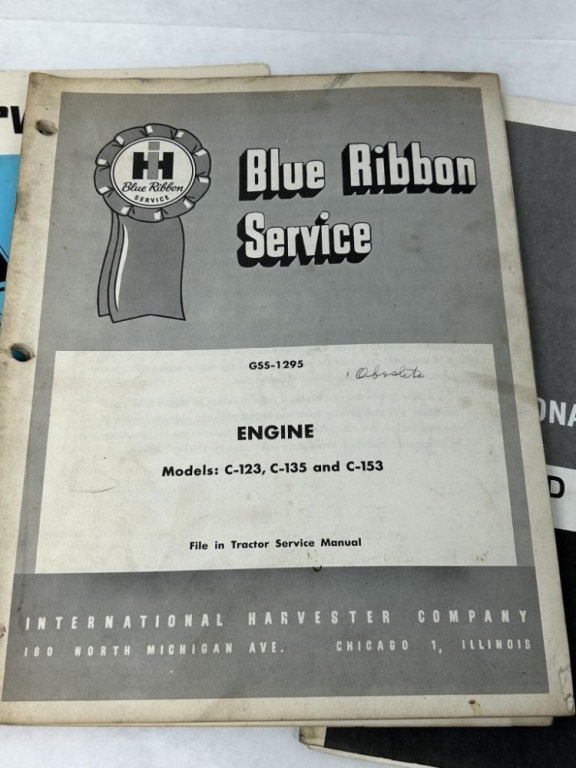 IH
Blue Ribbon
SERVICE
Blue Ribbon
Service
GSS-1295
Obsolete
ENGINE
Models: C-123, C-135 and C-153
File in Tractor Service Manual
INTERNATIONAL HARVESTER COMPANY
180 NORTH MICHIGAN AVE. CHICAGO 1, ILLINOIS
ONA
D